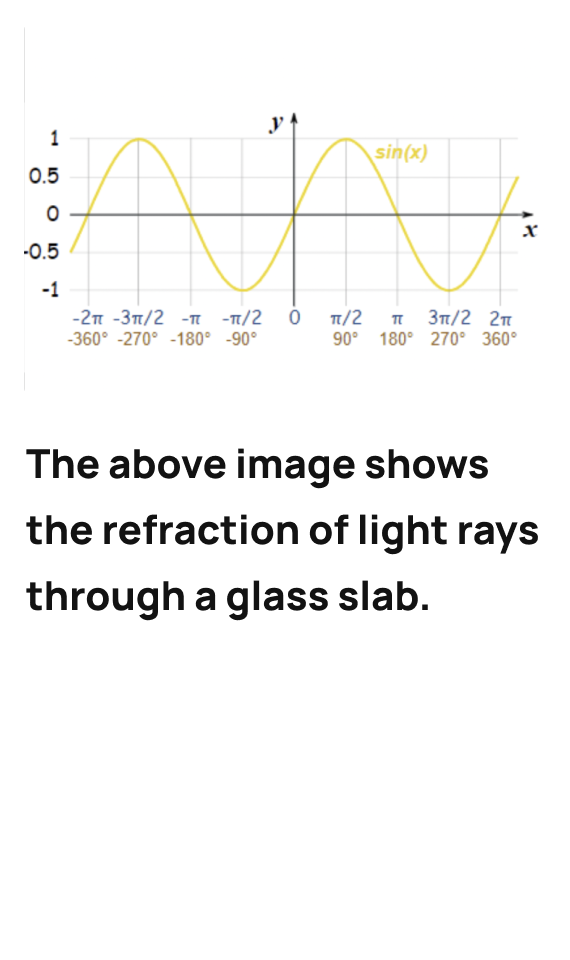 y
1
sin(x)
0.5
0
x
-0.5
-1
-2π -3π/2 -π -π/2 0 π/2 π 3π/2 2π
-360° -270° -180° -90° 90° 180° 270° 360°
The above image shows
the refraction of light rays
through a glass slab.